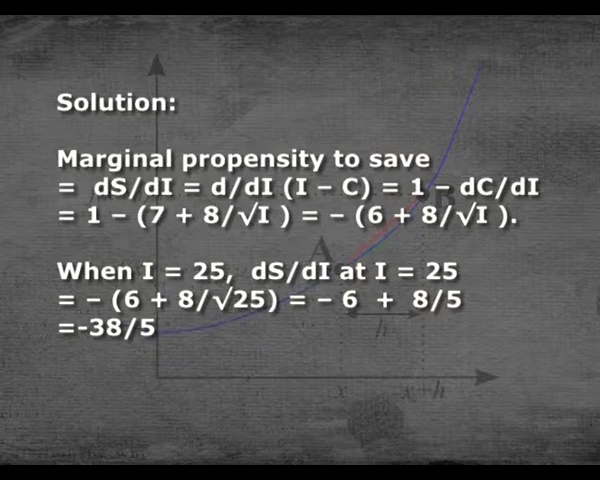 Solution:
Marginal propensity to save
= dS/dI = d/dI (I – C) = 1 – dC/dI
= 1 – (7 + 8/√I ) = – (6 + 8/√I ).
When I = 25, dS/dI at I = 25
= – (6 + 8/√25) = – 6 + 8/5
=-38/5
A
h
x x+h